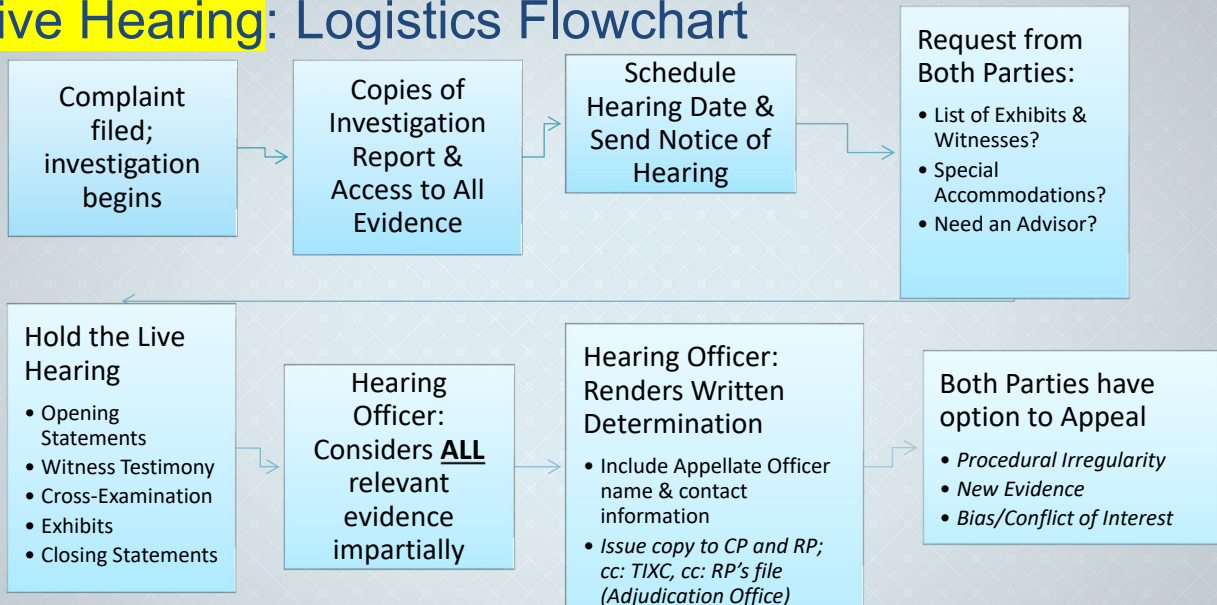 ive Hearing: Logistics Flowchart
Complaint
filed;
investigation
begins
Copies of
Investigation
Report &
Access to All
Evidence
Schedule
Hearing Date &
Send Notice of
Hearing
Request from
Both Parties:
• List of Exhibits &
Witnesses?
• Special
Accommodations?
• Need an Advisor?
Hold the Live
Hearing
• Opening
Statements
• Witness Testimony
• Cross-Examination
• Exhibits
• Closing Statements
Hearing
Officer:
Considers ALL
relevant
evidence
impartially
Hearing Officer:
Renders Written
Determination
• Include Appellate Officer
name & contact
information
• Issue copy to CP and RP;
cc: TIXC, cc: RP’s file
(Adjudication Office)
Both Parties have
option to Appeal
• Procedural Irregularity
• New Evidence
• Bias/Conflict of Interest